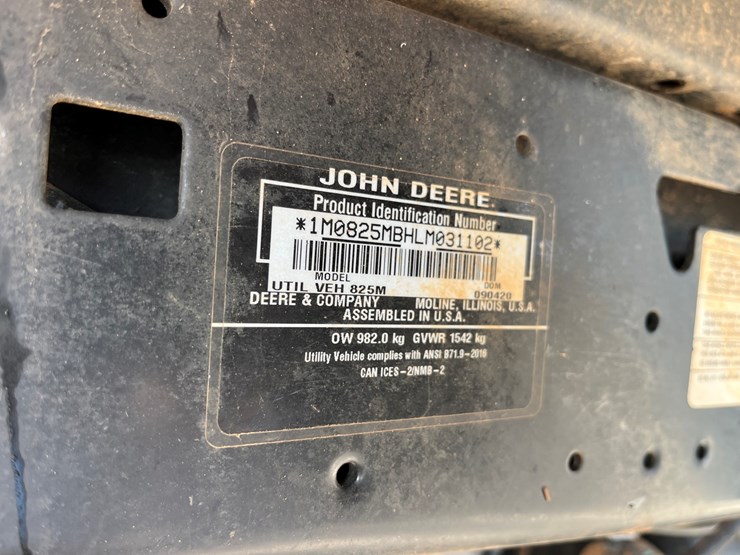 JOHN DEERE
Product Identification Number
*1M0825MBHLM031102*
MODEL DOM
UTIL VEH 825M 090420
DEERE & COMPANY MOLINE, ILLINOIS, U.S.A.
ASSEMBLED IN U.S.A.
OW 982.0 kg GVWR 1542 kg
Utility Vehicle complies with ANSI B71.9-2016
CAN ICES-2/NMB-2